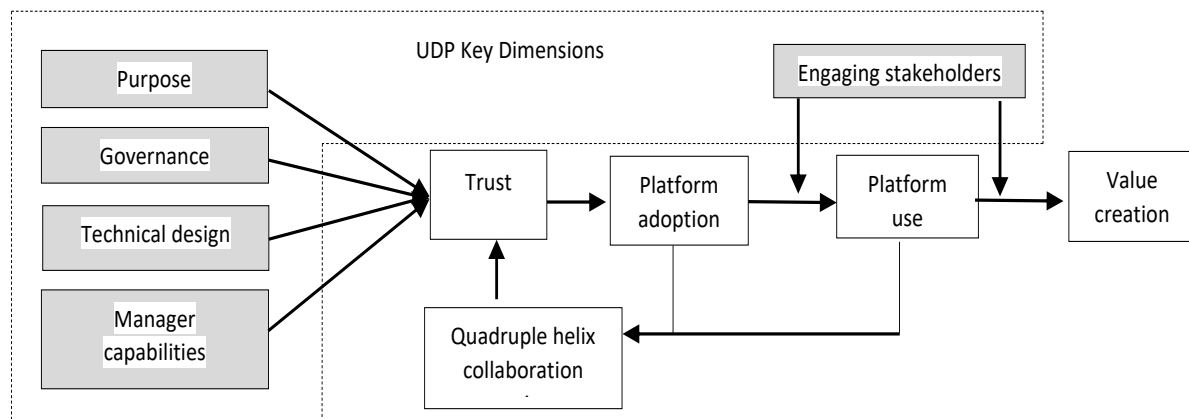 UDP Key Dimensions
Purpose
Governance
Technical design
Manager
capabilities
Engaging stakeholders
Trust
Platform
adoption
Platform
use
Value
creation
Quadruple helix
collaboration